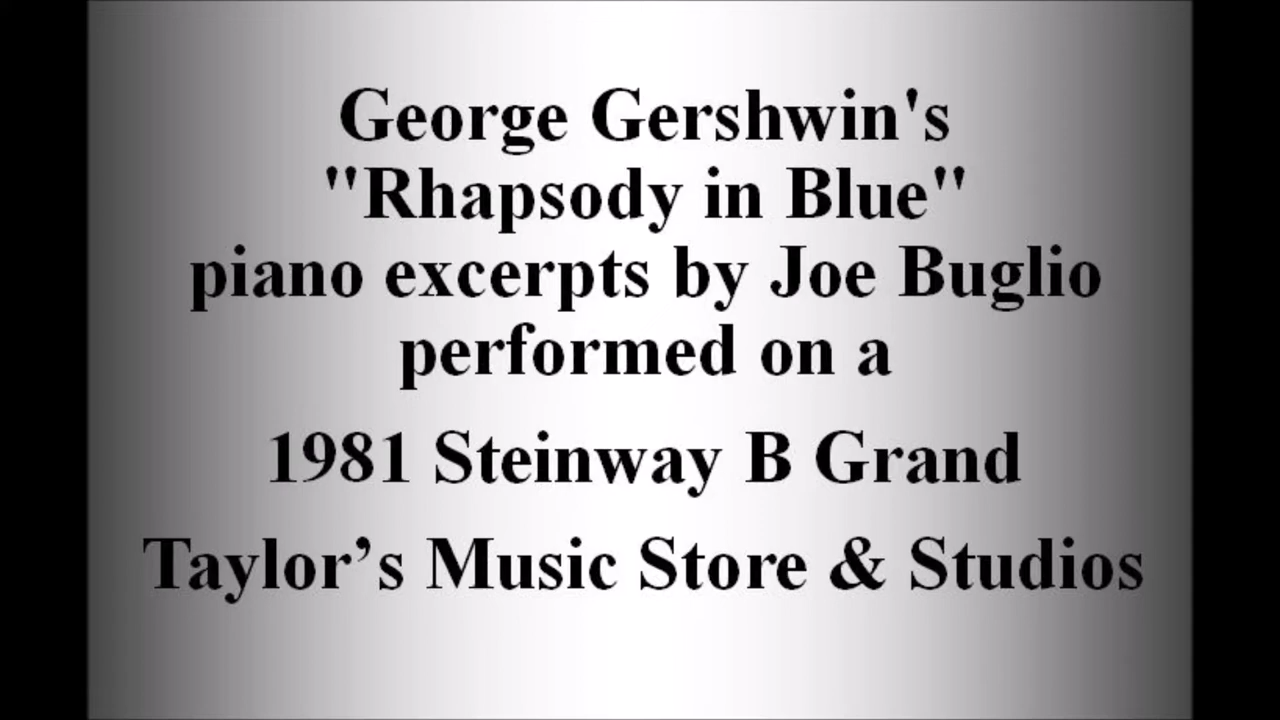 George Gershwin's
"Rhapsody in Blue"
piano excerpts by Joe Buglio
performed on a
1981 Steinway B Grand
Taylor’s Music Store & Studios